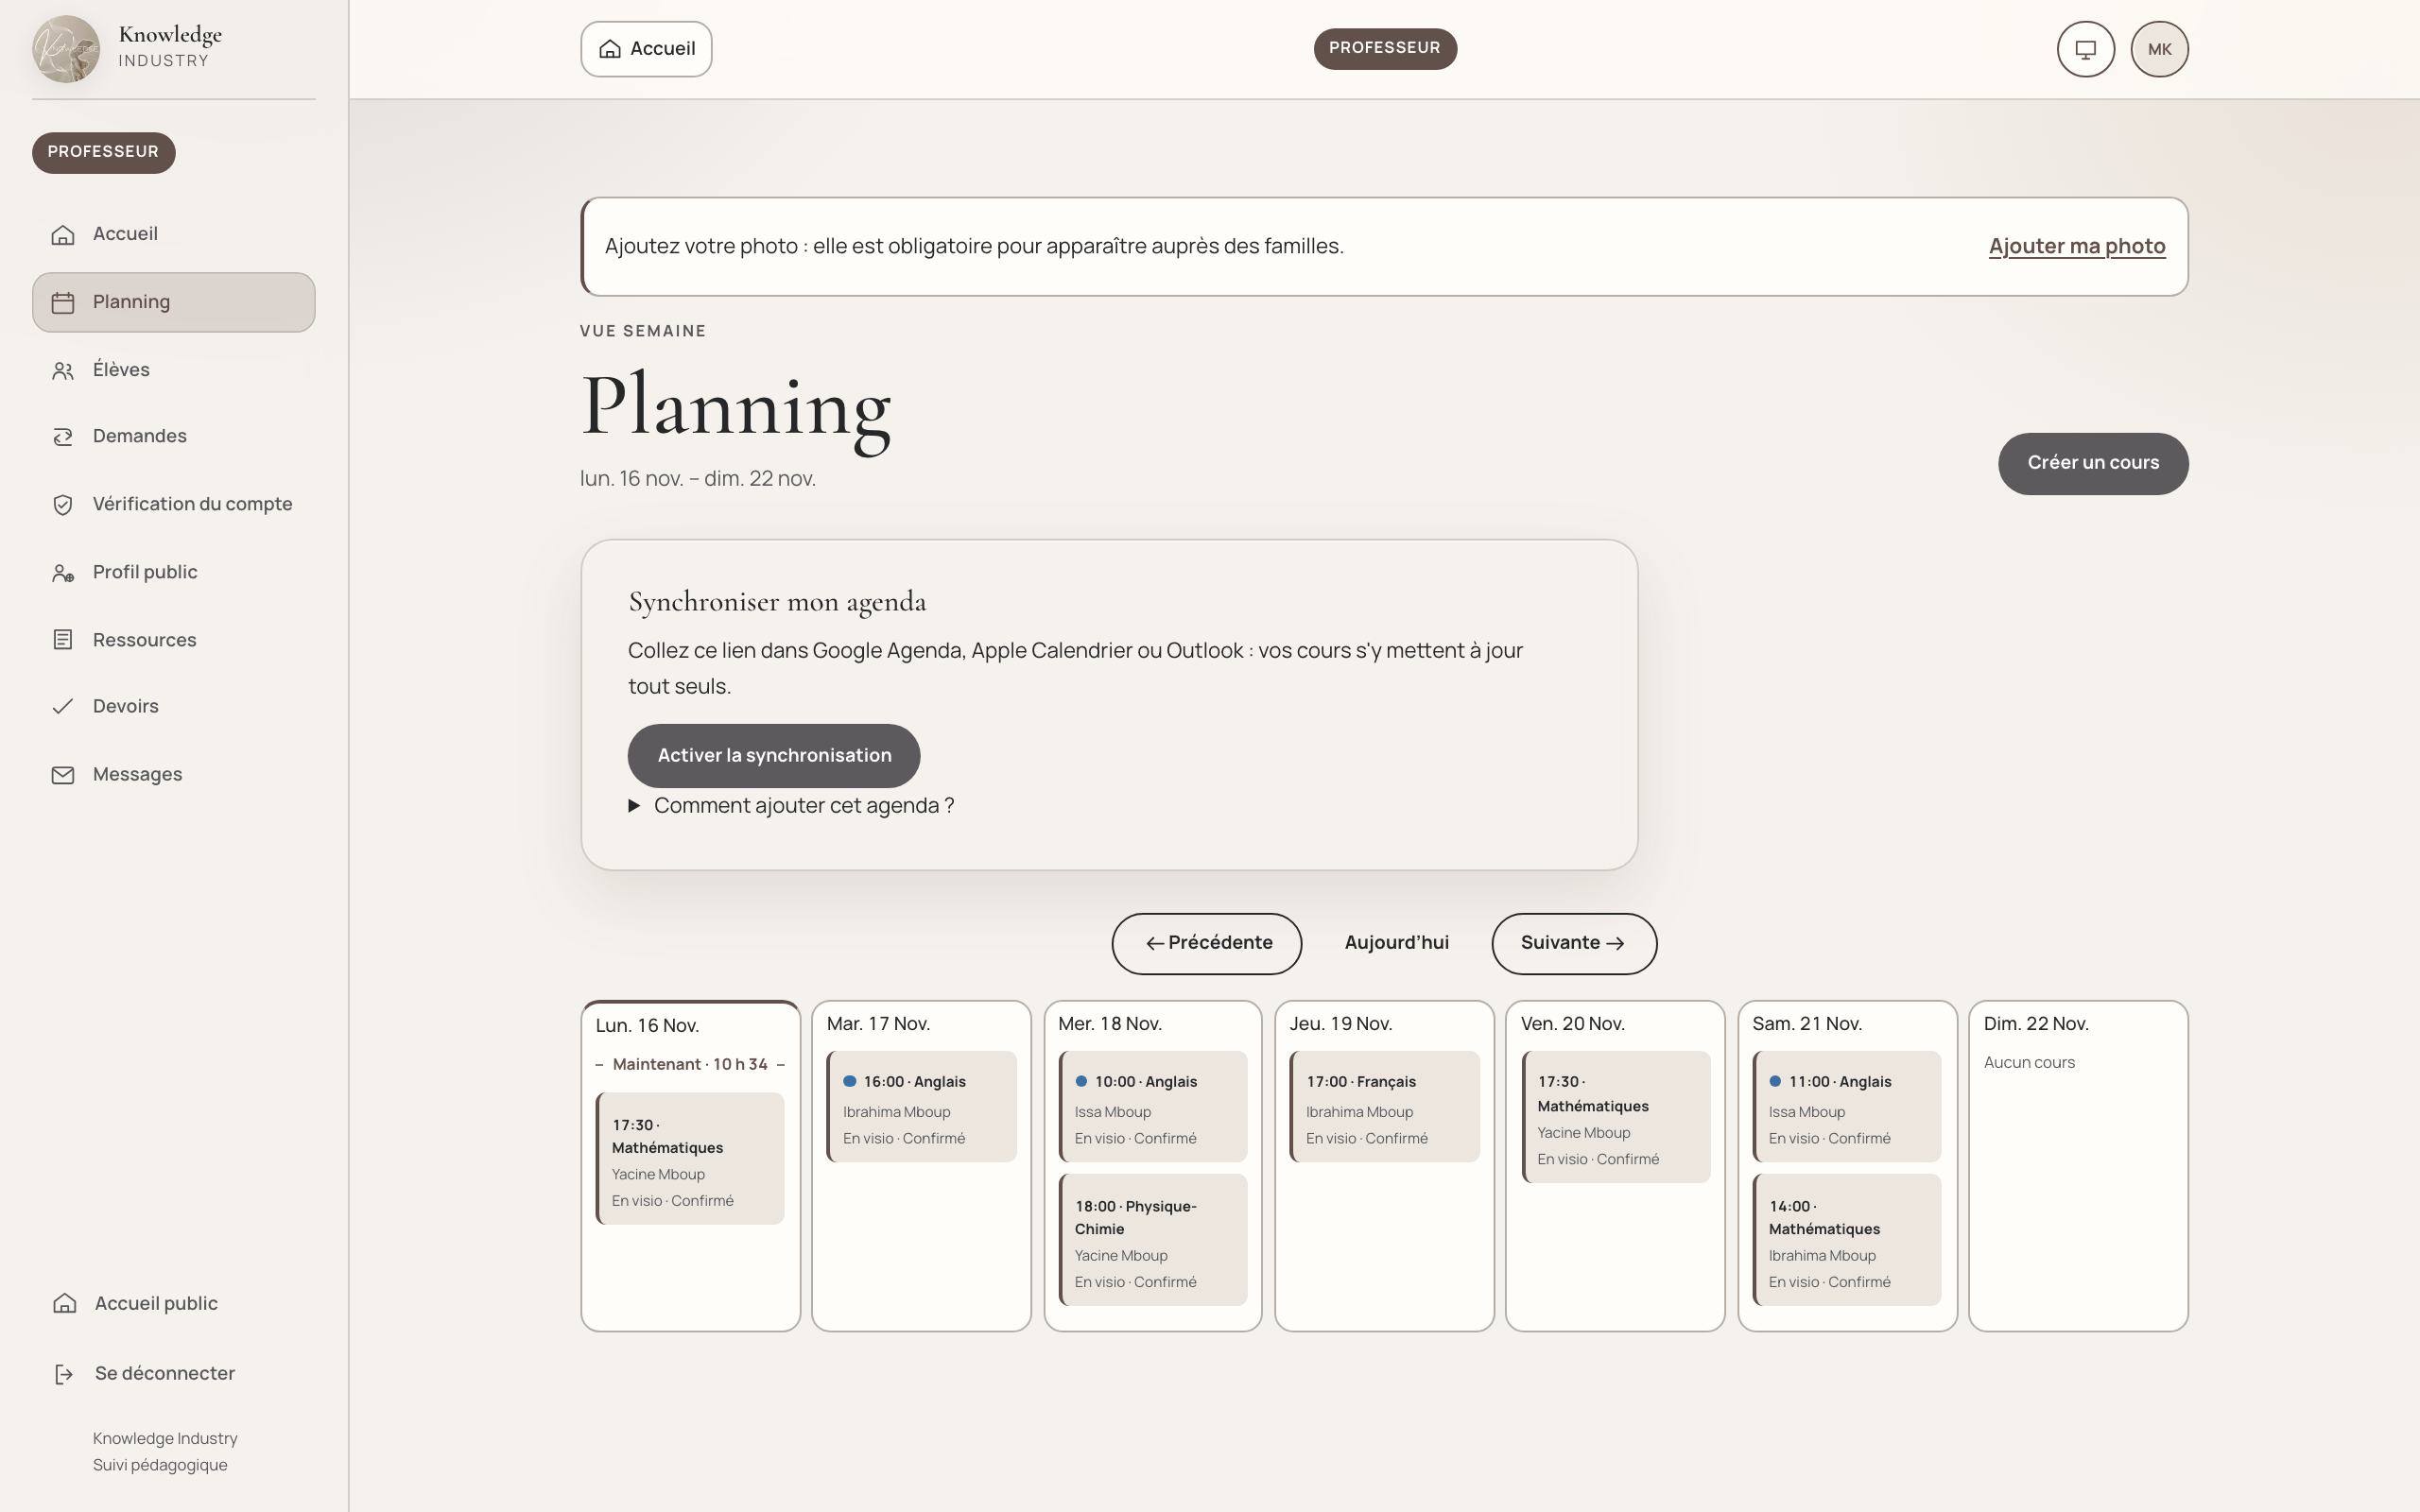 Knowledge
INDUSTRY
PROFESSEUR
Accueil
Planning
Élèves
Demandes
Vérification du compte
Profil public
Ressources
Devoirs
Messages
Accueil public
Se déconnecter
Knowledge Industry
Suivi pédagogique
Accueil
PROFESSEUR
MK
Ajoutez votre photo : elle est obligatoire pour apparaître auprès des familles.
Ajouter ma photo
VUE SEMAINE
Planning
lun. 16 nov. – dim. 22 nov.
Créer un cours
Synchroniser mon agenda
Collez ce lien dans Google Agenda, Apple Calendrier ou Outlook : vos cours s'y mettent à jour
tout seuls.
Activer la synchronisation
Comment ajouter cet agenda ?
← Précédente
Aujourd’hui
Suivante →
Lun. 16 Nov.
Maintenant · 10 h 34
17:30 ·
Mathématiques
Yacine Mboup
En visio · Confirmé
Mar. 17 Nov.
16:00 · Anglais
Ibrahima Mboup
En visio · Confirmé
Mer. 18 Nov.
10:00 · Anglais
Issa Mboup
En visio · Confirmé
18:00 · Physique-
Chimie
Yacine Mboup
En visio · Confirmé
Jeu. 19 Nov.
17:00 · Français
Ibrahima Mboup
En visio · Confirmé
Ven. 20 Nov.
17:30 ·
Mathématiques
Yacine Mboup
En visio · Confirmé
Sam. 21 Nov.
11:00 · Anglais
Issa Mboup
En visio · Confirmé
14:00 ·
Mathématiques
Ibrahima Mboup
En visio · Confirmé
Dim. 22 Nov.
Aucun cours